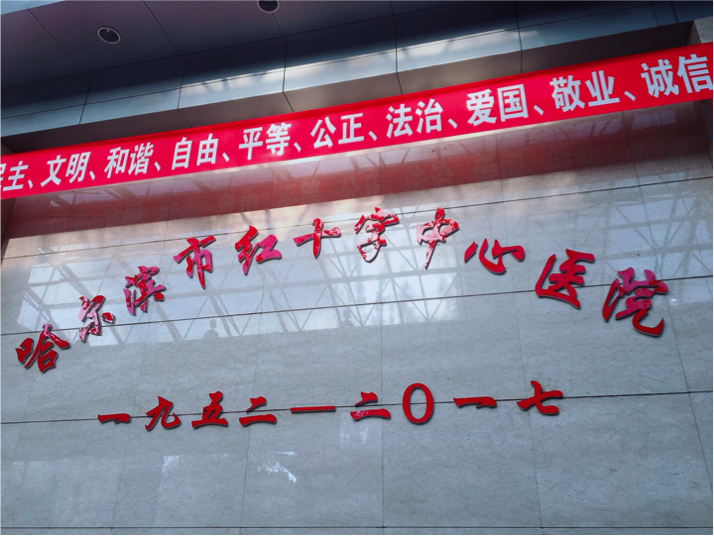 民主、文明、和谐、自由、平等、公正、法治、爱国、敬业、诚信
哈尔滨市红十字中心医院
一九五二一二〇一七